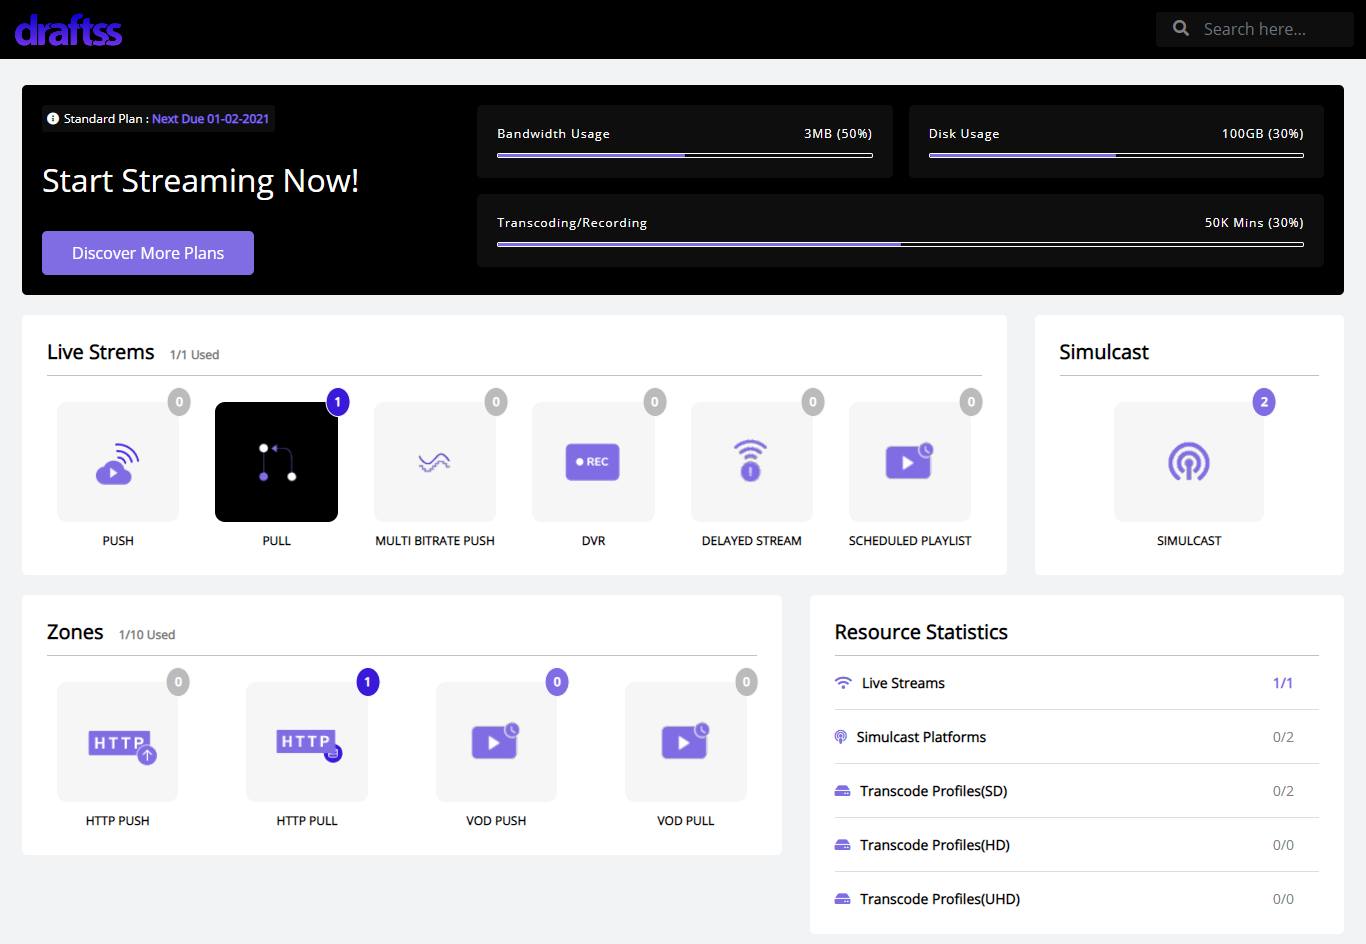 draftss
Search here...
Standard Plan : Next Due 01-02-2021
Start Streaming Now!
Discover More Plans
Bandwidth Usage 3MB (50%)
Disk Usage 100GB (30%)
Transcoding/Recording 50K Mins (30%)
Live Strems 1/1 Used
0
PUSH
1
PULL
0
MULTI BITRATE PUSH
0
REC
DVR
0
DELAYED STREAM
0
SCHEDULED PLAYLIST
Simulcast
2
SIMULCAST
Zones 1/10 Used
0
HTTP
HTTP PUSH
1
HTTP
HTTP PULL
0
VOD PUSH
0
VOD PULL
Resource Statistics
Live Streams 1/1
Simulcast Platforms 0/2
Transcode Profiles(SD) 0/2
Transcode Profiles(HD) 0/0
Transcode Profiles(UHD) 0/0